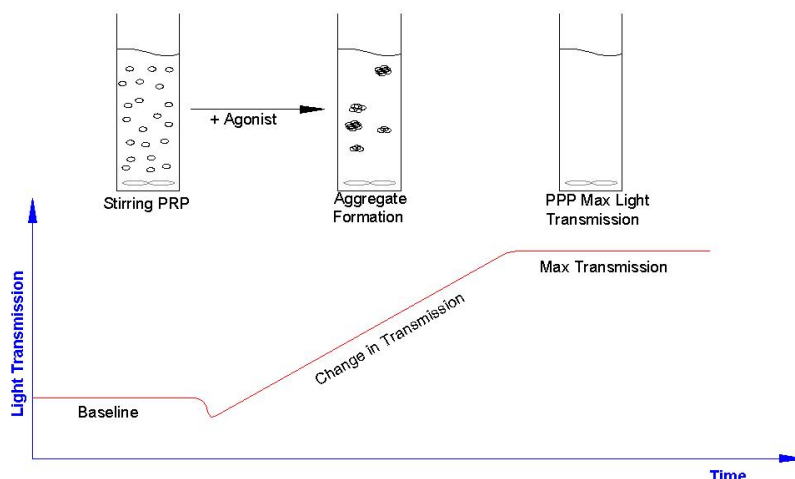 + Agonist
Stirring PRP
Aggregate
Formation
PPP Max Light
Transmission
Light Transmission
Baseline
Change in Transmission
Max Transmission
Time